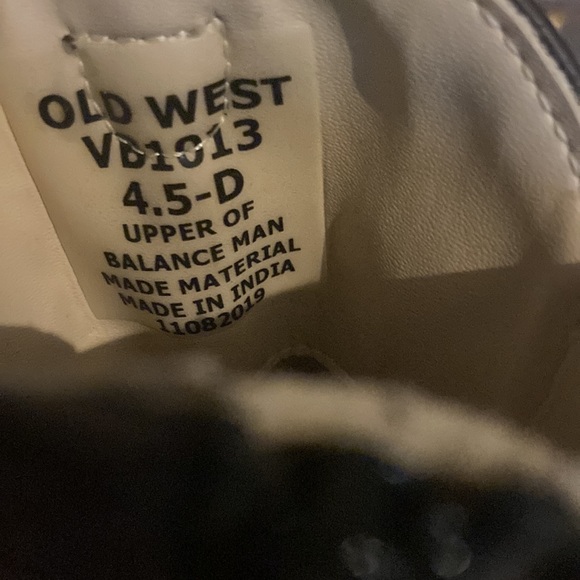 OLD WEST
VB1013
4.5-D
UPPER OF
BALANCE MAN
MADE MATERIAL
MADE IN INDIA
11082019